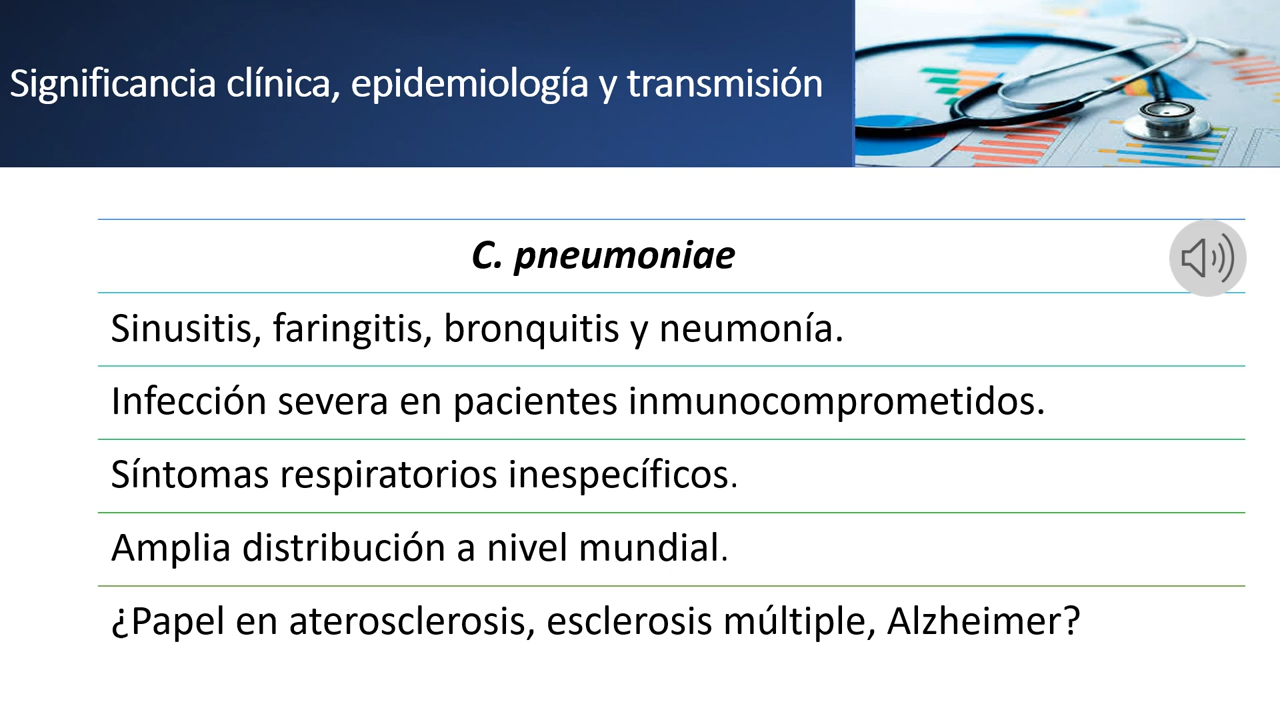 Significancia clínica, epidemiología y transmisión
C. pneumoniae
Sinusitis, faringitis, bronquitis y neumonía.
Infección severa en pacientes inmunocomprometidos.
Síntomas respiratorios inespecíficos.
Amplia distribución a nivel mundial.
¿Papel en aterosclerosis, esclerosis múltiple, Alzheimer?